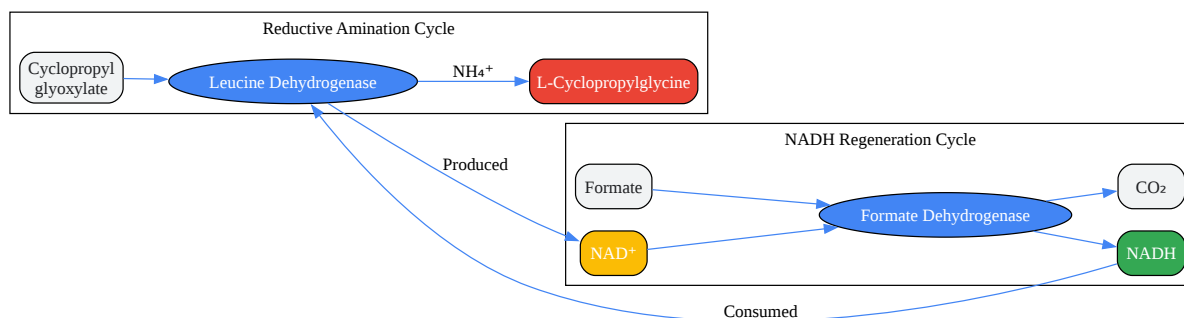 Reductive Amination Cycle
Cyclopropyl
glyoxylate
Leucine Dehydrogenase
NH₄⁺
L-Cyclopropylglycine
NADH Regeneration Cycle
Produced
Formate
Formate Dehydrogenase
CO₂
NAD⁺
NADH
Consumed